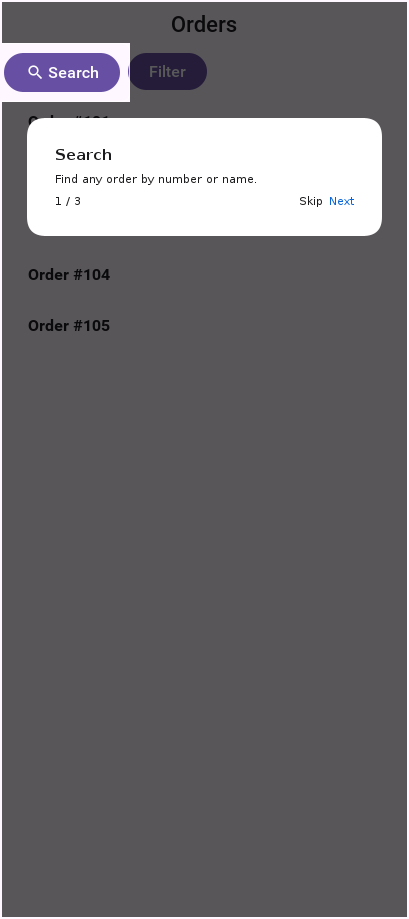 Orders
Search
Filter
Search
Find any order by number or name.
1 / 3
Skip Next
Order #104
Order #105